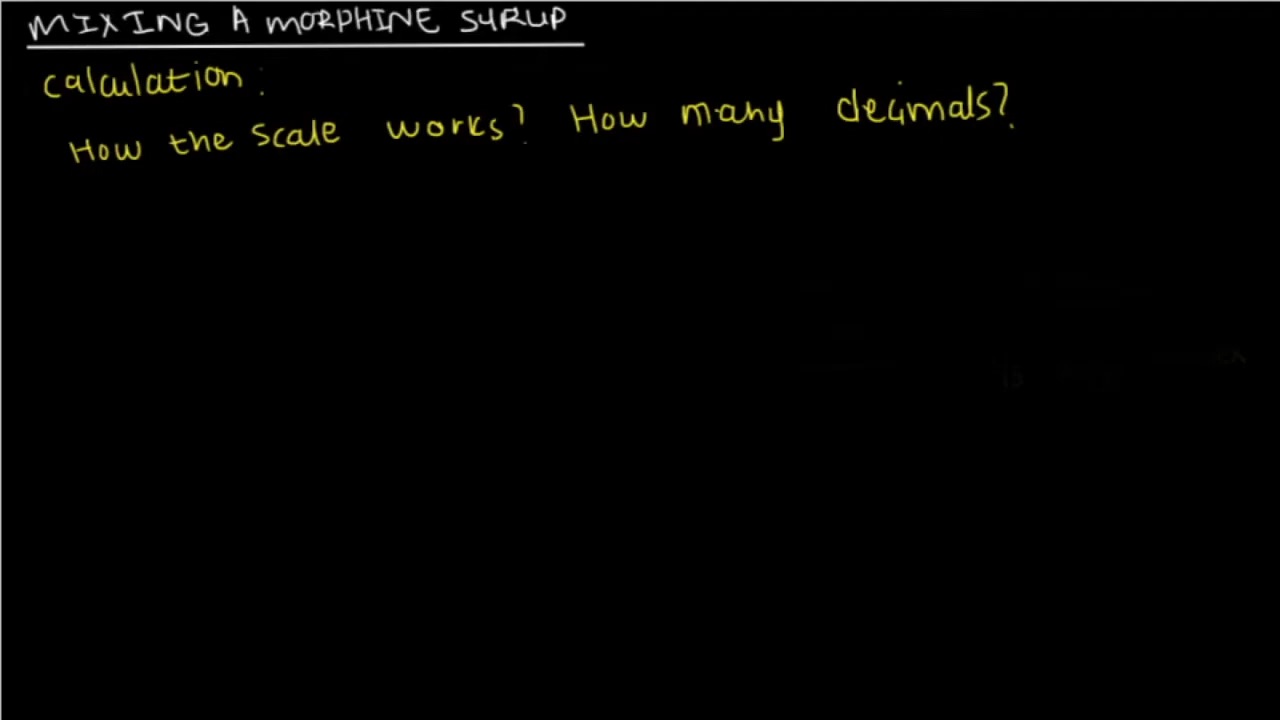 MIXING A MORPHINE SYRUP
calculation:
How the scale works? How many decimals?